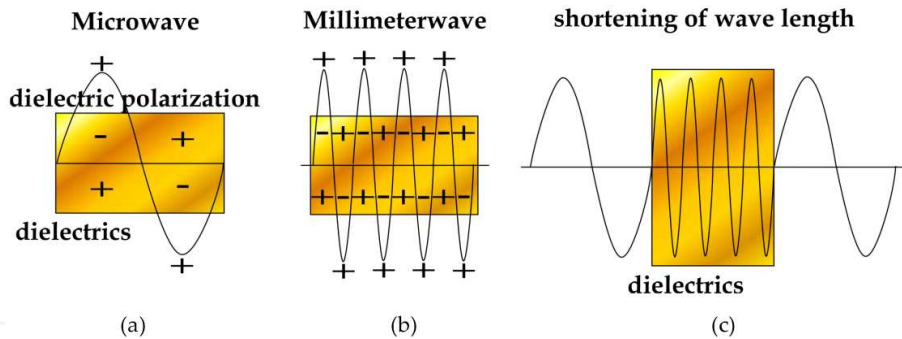 Microwave
+
dielectric polarization
- +
+ -
dielectrics
+
(a)
Millimeterwave
+ + + +
- + - + - + - +
+ - + - + - + -
+ + + +
(b)
shortening of wave length
dielectrics
(c)